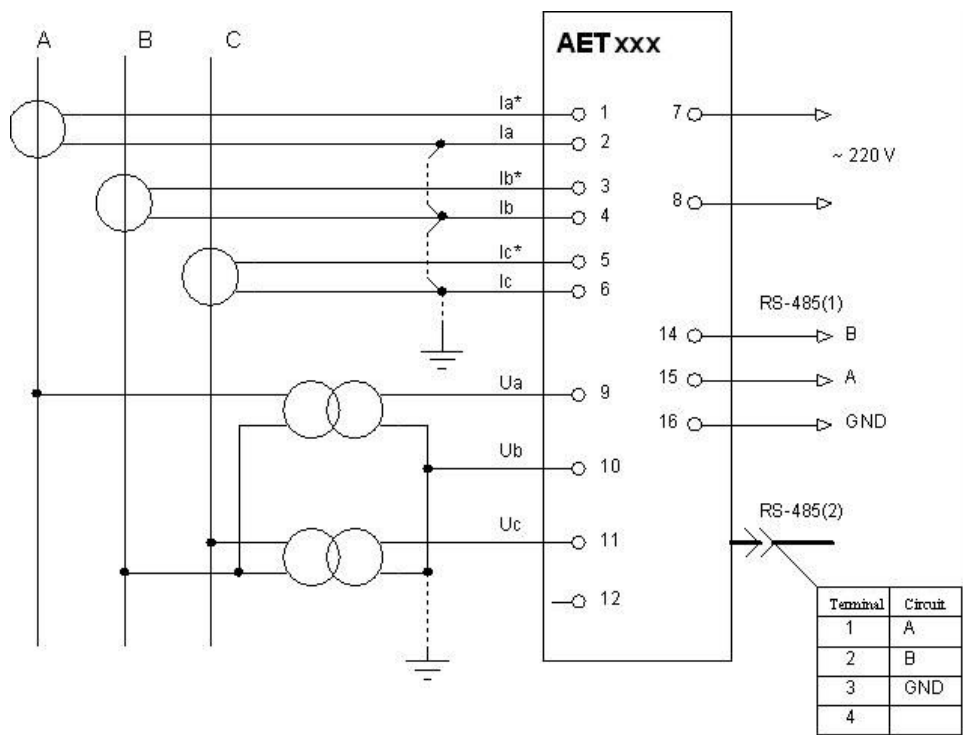 A B C
AET xxx
Ia* 1
Ia 2
Ib* 3
Ib 4
Ic* 5
Ic 6
Ua 9
Ub 10
Uc 11
12
7
~ 220 V
8
RS-485(1)
14 B
15 A
16 GND
RS-485(2)
Terminal Circuit
1 A
2 B
3 GND
4